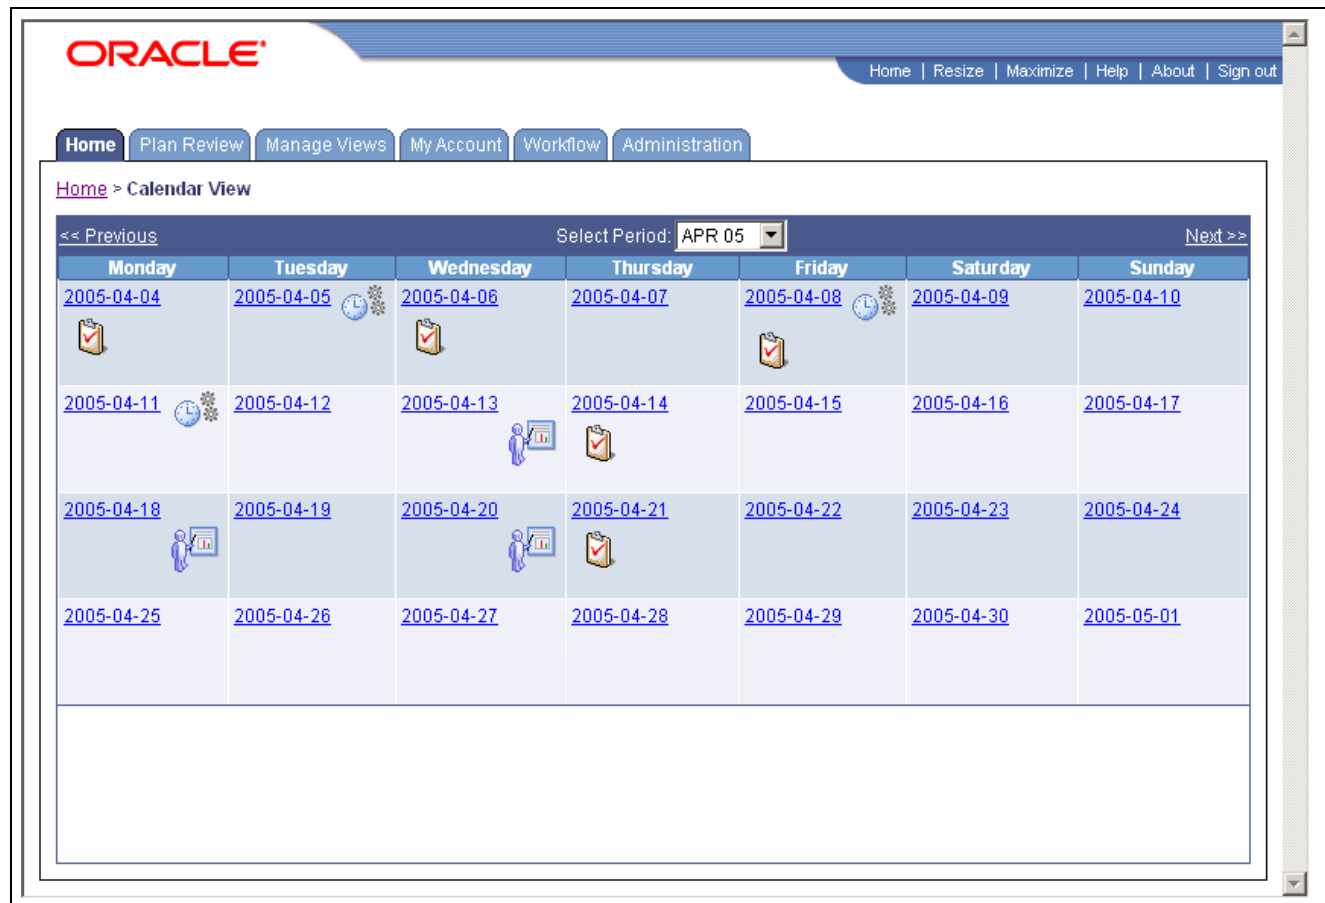 ORACLE
Home | Resize | Maximize | Help | About | Sign out
Home Plan Review Manage Views My Account Workflow Administration
Home > Calendar View
<< Previous Select Period: APR 05 Next >>
Monday Tuesday Wednesday Thursday Friday Saturday Sunday
2005-04-04 2005-04-05 2005-04-06 2005-04-07 2005-04-08 2005-04-09 2005-04-10
2005-04-11 2005-04-12 2005-04-13 2005-04-14 2005-04-15 2005-04-16 2005-04-17
2005-04-18 2005-04-19 2005-04-20 2005-04-21 2005-04-22 2005-04-23 2005-04-24
2005-04-25 2005-04-26 2005-04-27 2005-04-28 2005-04-29 2005-04-30 2005-05-01